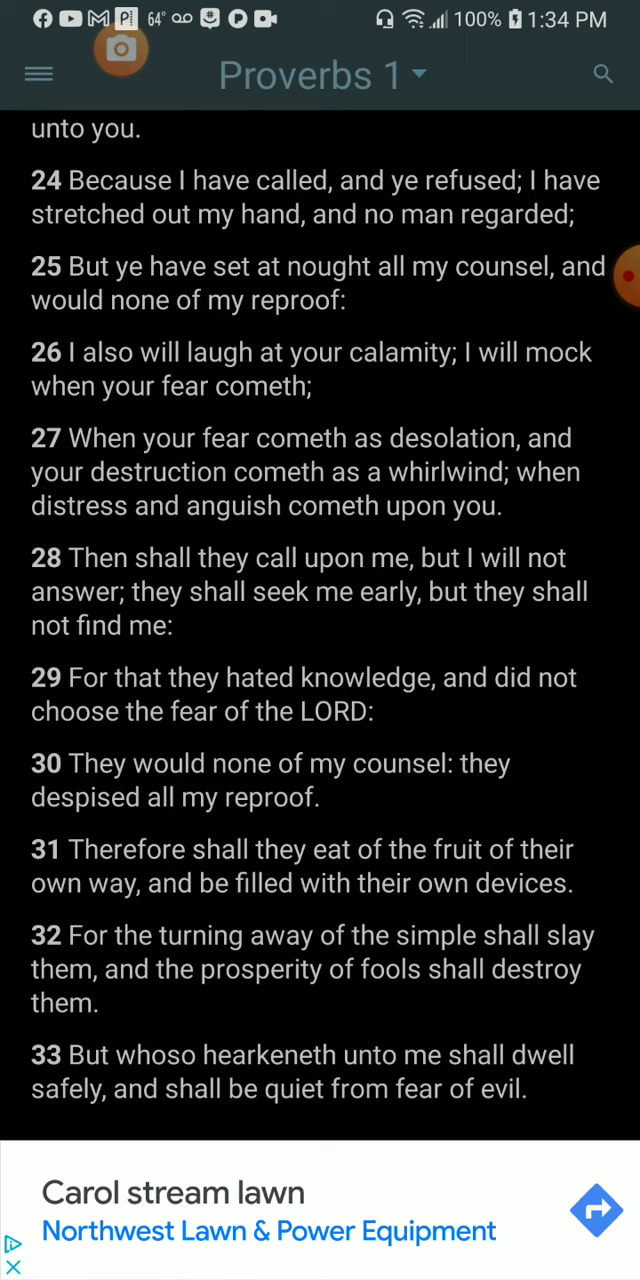 64° 100% 1:34 PM
Proverbs 1
unto you.
24 Because I have called, and ye refused; I have
stretched out my hand, and no man regarded;
25 But ye have set at nought all my counsel, and
would none of my reproof:
26 I also will laugh at your calamity; I will mock
when your fear cometh;
27 When your fear cometh as desolation, and
your destruction cometh as a whirlwind; when
distress and anguish cometh upon you.
28 Then shall they call upon me, but I will not
answer; they shall seek me early, but they shall
not find me:
29 For that they hated knowledge, and did not
choose the fear of the LORD:
30 They would none of my counsel: they
despised all my reproof.
31 Therefore shall they eat of the fruit of their
own way, and be filled with their own devices.
32 For the turning away of the simple shall slay
them, and the prosperity of fools shall destroy
them.
33 But whoso hearkeneth unto me shall dwell
safely, and shall be quiet from fear of evil.
Carol stream lawn
Northwest Lawn & Power Equipment